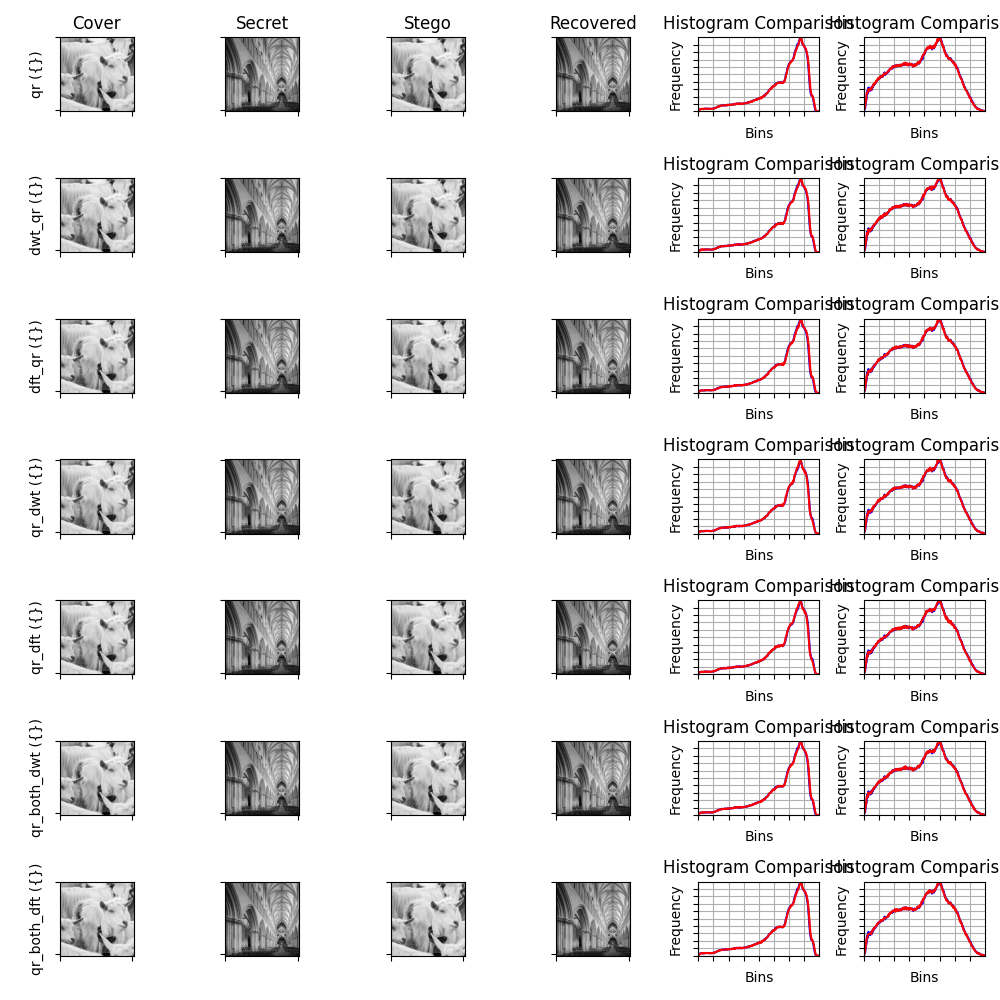 Cover Secret Stego Recovered Histogram Comparison Histogram Comparis
qr ({}) Frequency Frequency
Bins Bins
Histogram Comparison Histogram Comparis
dwt_qr ({}) Frequency Frequency
Bins Bins
Histogram Comparison Histogram Comparis
dft_qr ({}) Frequency Frequency
Bins Bins
Histogram Comparison Histogram Comparis
qr_dwt ({}) Frequency Frequency
Bins Bins
Histogram Comparison Histogram Comparis
qr_dft ({}) Frequency Frequency
Bins Bins
Histogram Comparison Histogram Comparis
qr_both_dwt ({}) Frequency Frequency
Bins Bins
Histogram Comparison Histogram Comparis
qr_both_dft ({}) Frequency Frequency
Bins Bins